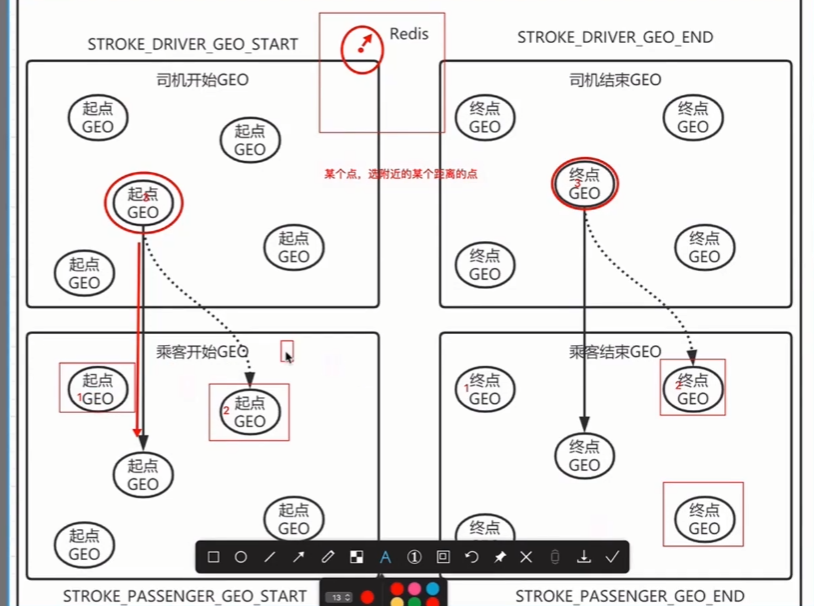 Redis
STROKE_DRIVER_GEO_START
STROKE_DRIVER_GEO_END
司机开始GEO
司机结束GEO
起点
GEO
起点
GEO
终点
GEO
终点
GEO
某个点，选附近的某个距离的点
起点
GEO
3
终点
GEO
3
起点
GEO
起点
GEO
终点
GEO
终点
GEO
乘客开始GEO
乘客结束GEO
起点
GEO
1
起点
GEO
2
终点
GEO
1
终点
GEO
2
起点
GEO
终点
GEO
起点
GEO
起点
GEO
终点
终点
GEO
A
1
13
STROKE_PASSENGER_GEO_START
STROKE_PASSENGER_GEO_END